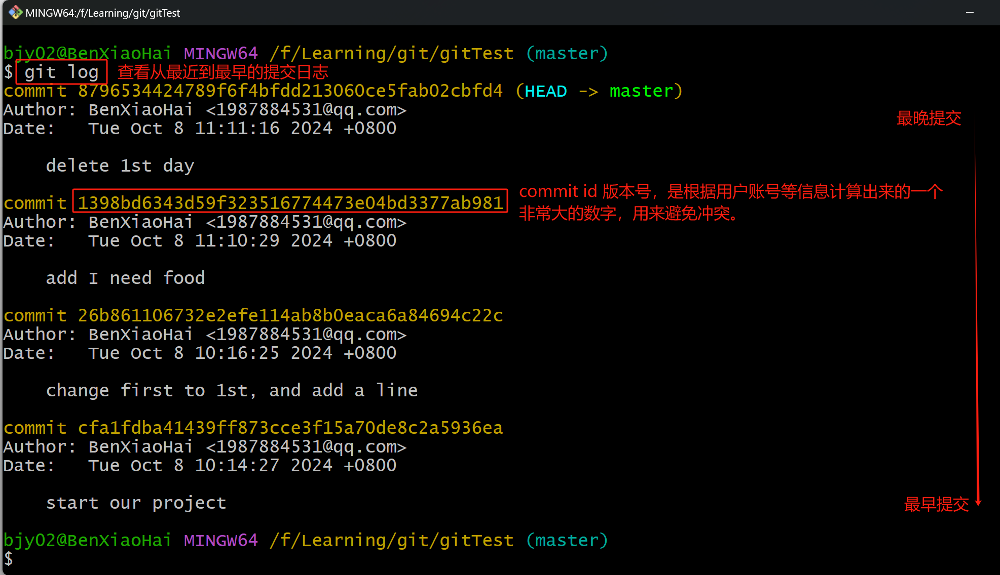 MINGW64:/f/Learning/git/gitTest
bjy02@BenXiaoHai MINGW64 /f/Learning/git/gitTest (master)
$ git log 查看从最近到最早的提交日志
commit 8796534424789f6f4bfdd213060ce5fab02cbfd4 (HEAD -> master)
Author: BenXiaoHai <1987884531@qq.com>
最晚提交
Date:   Tue Oct 8 11:11:16 2024 +0800
delete 1st day
commit 1398bd6343d59f323516774473e04bd3377ab981
commit id 版本号，是根据用户账号等信息计算出来的一个
非常大的数字，用来避免冲突。
Author: BenXiaoHai <1987884531@qq.com>
Date:   Tue Oct 8 11:10:29 2024 +0800
add I need food
commit 26b861106732e2efe114ab8b0eaca6a84694c22c
Author: BenXiaoHai <1987884531@qq.com>
Date:   Tue Oct 8 10:16:25 2024 +0800
change first to 1st, and add a line
commit cfa1fdba41439ff873cce3f15a70de8c2a5936ea
Author: BenXiaoHai <1987884531@qq.com>
Date:   Tue Oct 8 10:14:27 2024 +0800
start our project
最早提交
bjy02@BenXiaoHai MINGW64 /f/Learning/git/gitTest (master)
$